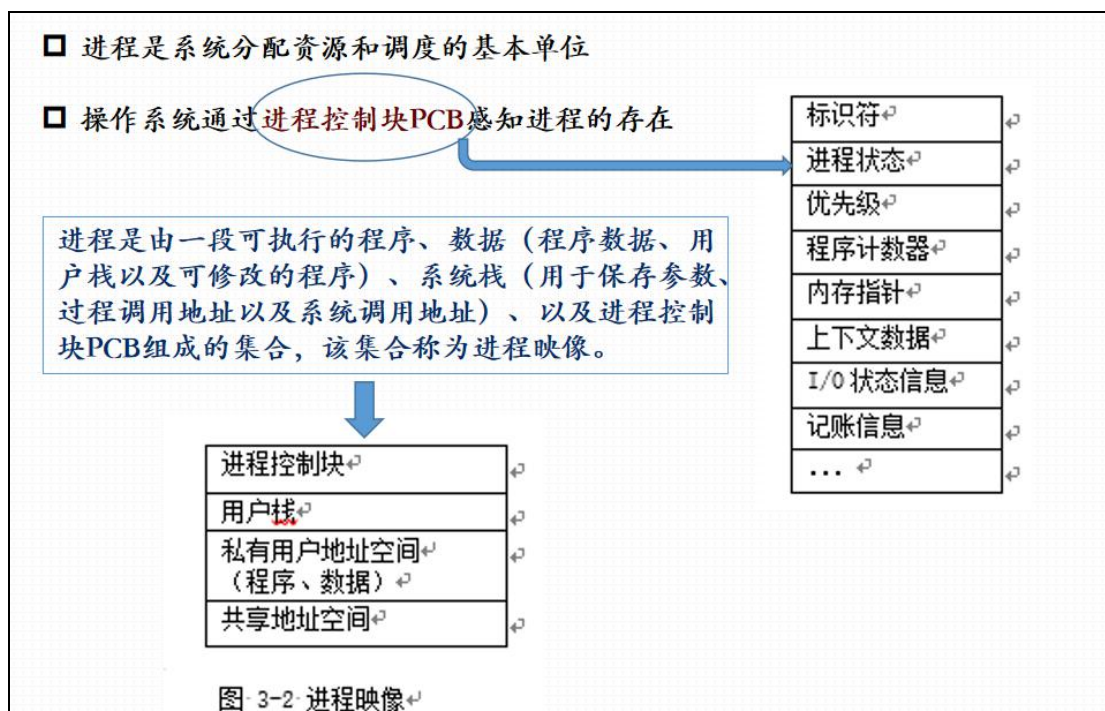 进程是系统分配资源和调度的基本单位
操作系统通过进程控制块PCB感知进程的存在
标识符
进程状态
优先级
程序计数器
内存指针
上下文数据
I/O 状态信息
记账信息
...
进程是由一段可执行的程序、数据（程序数据、用
户栈以及可修改的程序）、系统栈（用于保存参数、
过程调用地址以及系统调用地址）、以及进程控制
块PCB组成的集合，该集合称为进程映像。
进程控制块
用户栈
私有用户地址空间
（程序、数据）
共享地址空间
图 3-2 进程映像